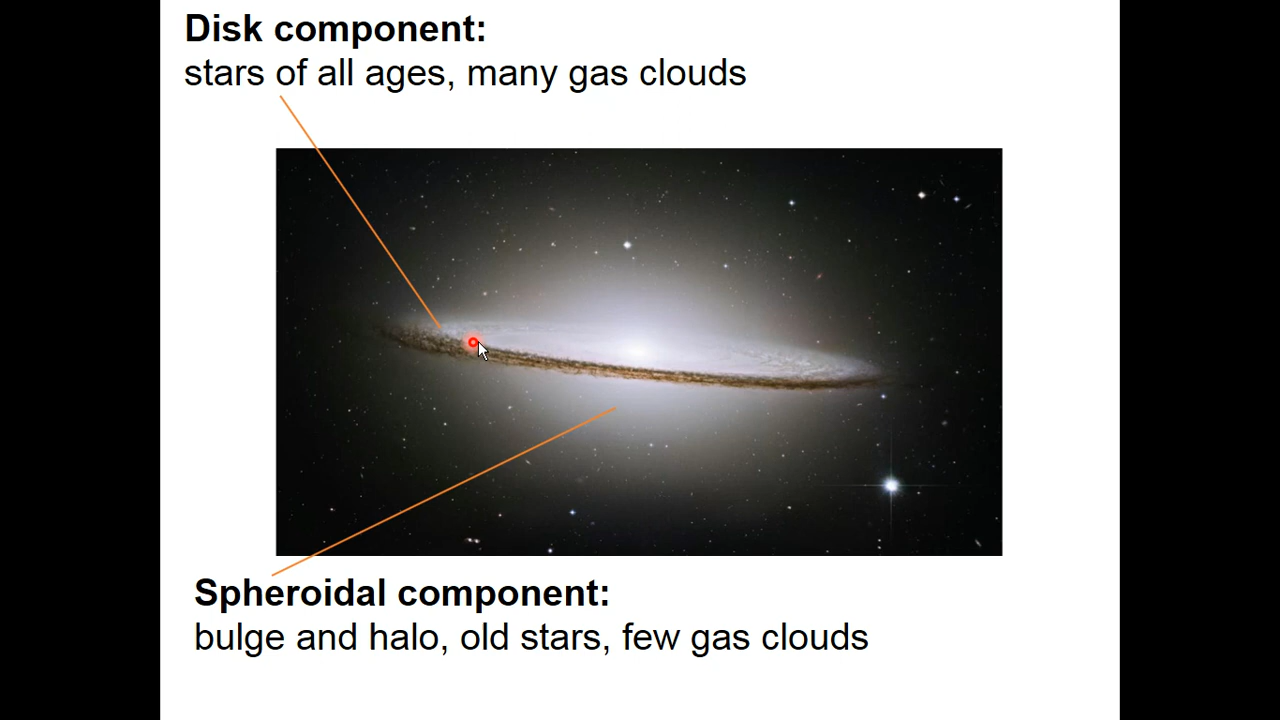 Disk component:
stars of all ages, many gas clouds
Spheroidal component:
bulge and halo, old stars, few gas clouds